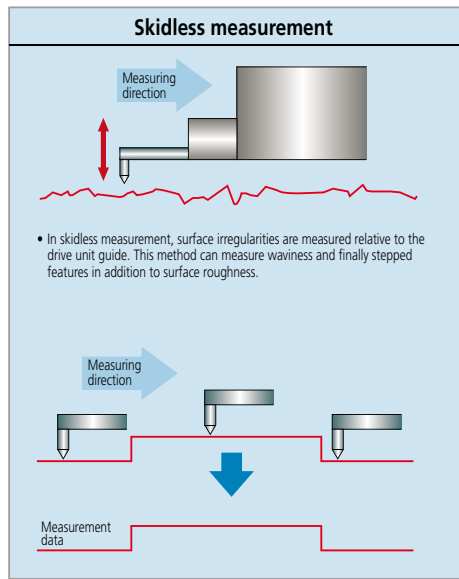 Skidless measurement
Measuring
direction
• In skidless measurement, surface irregularities are measured relative to the
drive unit guide. This method can measure waviness and finally stepped
features in addition to surface roughness.
Measuring
direction
Measurement
data